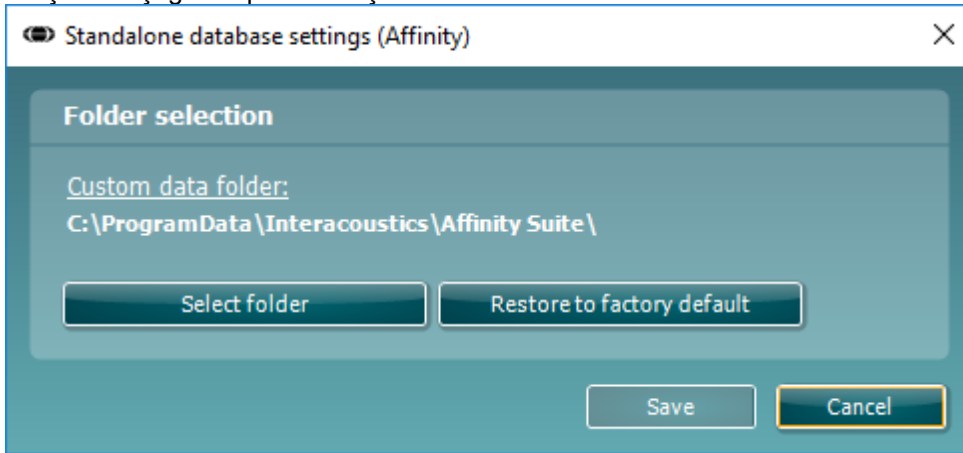 Standalone database settings (Affinity)
Folder selection
Custom data folder:
C:\ProgramData\Interacoustics\Affinity Suite\
Select folder
Restore to factory default
Save
Cancel